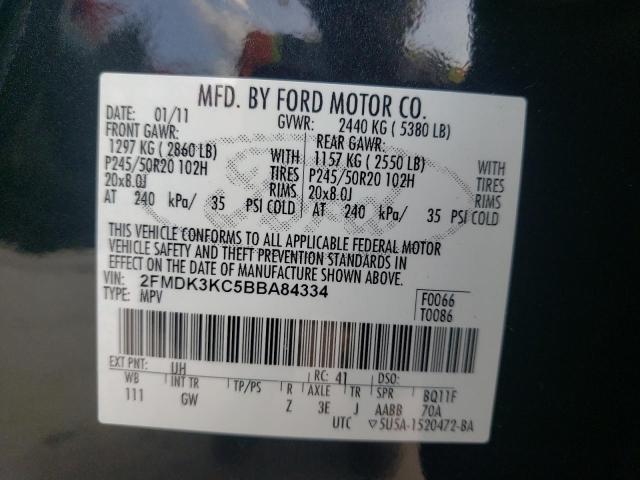 MFD. BY FORD MOTOR CO.
DATE: 01/11 GVWR: 2440 KG ( 5380 LB)
FRONT GAWR: REAR GAWR:
1297 KG ( 2860 LB) WITH 1157 KG ( 2550 LB) WITH
P245/50R20 102H TIRES P245/50R20 102H TIRES
20x8.0J RIMS 20x8.0J RIMS
AT 240 kPa/ 35 PSI COLD AT 240 kPa/ 35 PSI COLD
THIS VEHICLE CONFORMS TO ALL APPLICABLE FEDERAL MOTOR
VEHICLE SAFETY AND THEFT PREVENTION STANDARDS IN
EFFECT ON THE DATE OF MANUFACTURE SHOWN ABOVE.
VIN: 2FMDK3KC5BBA84334 F0066
TYPE: MPV T0086
EXT PNT: UH RC: 41 DSO:
WB INT TR TP/PS R AXLE TR SPR BQ11F
111 GW Z 3E J AABB 70A
UTC ▽5U5A-1520472-BA